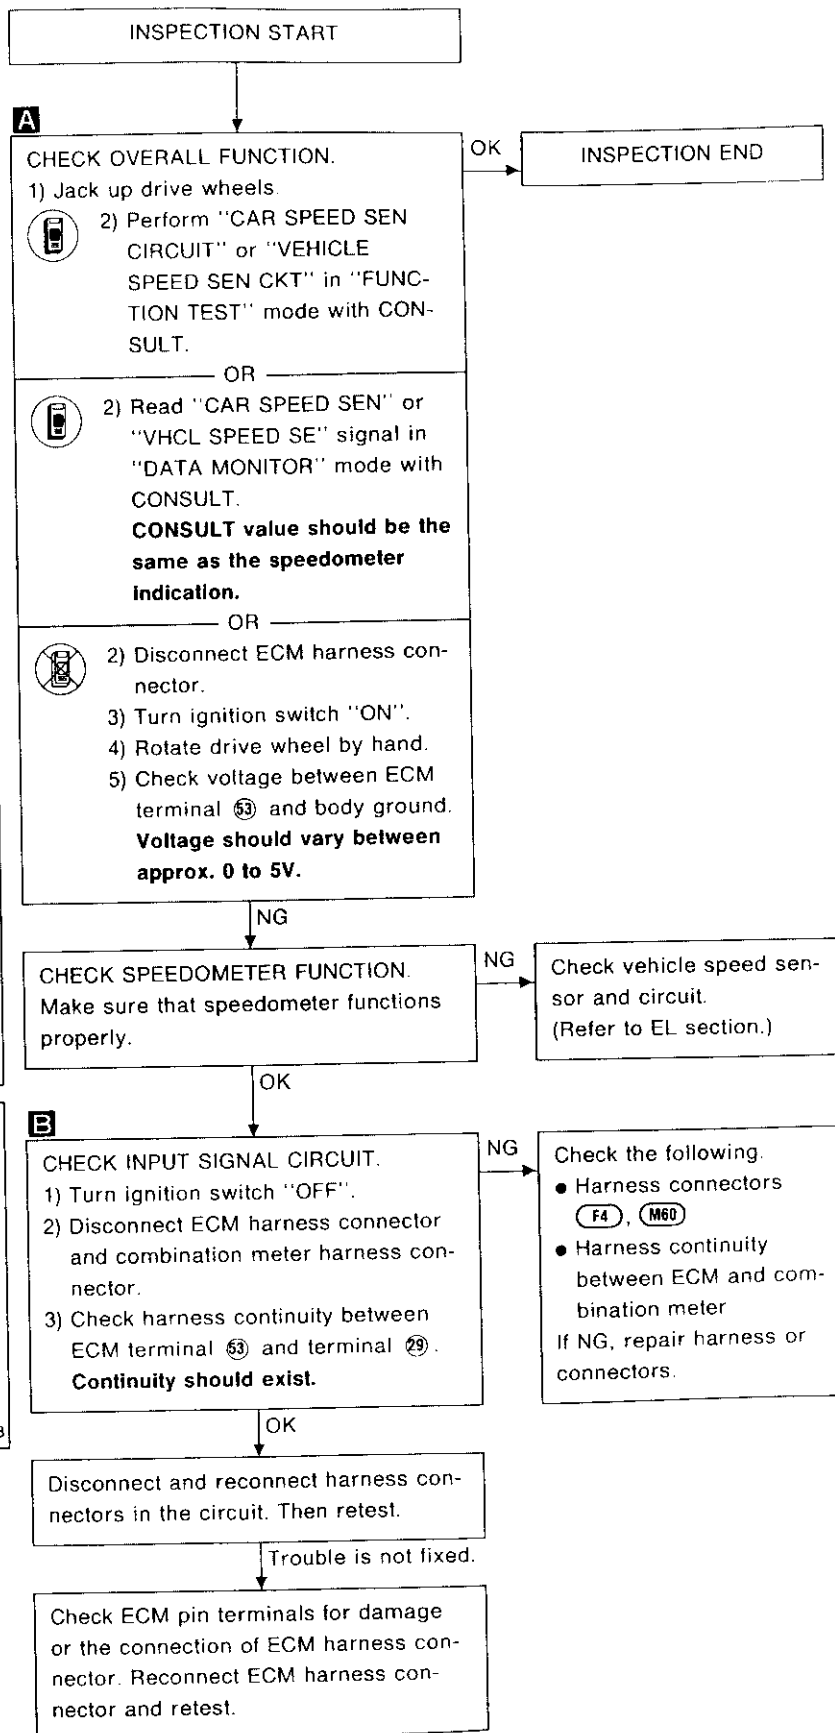 INSPECTION START
A
CHECK OVERALL FUNCTION.
OK
INSPECTION END
1) Jack up drive wheels.
2) Perform "CAR SPEED SEN
CIRCUIT" or "VEHICLE
SPEED SEN CKT" in "FUNC-
TION TEST" mode with CON-
SULT.
OR
2) Read "CAR SPEED SEN" or
"VHCL SPEED SE" signal in
"DATA MONITOR" mode with
CONSULT.
CONSULT value should be the
same as the speedometer
indication.
OR
2) Disconnect ECM harness con-
nector.
3) Turn ignition switch "ON".
4) Rotate drive wheel by hand.
5) Check voltage between ECM
terminal 53 and body ground.
Voltage should vary between
approx. 0 to 5V.
NG
CHECK SPEEDOMETER FUNCTION.
Make sure that speedometer functions
properly.
NG
Check vehicle speed sen-
sor and circuit.
(Refer to EL section.)
OK
B
CHECK INPUT SIGNAL CIRCUIT.
1) Turn ignition switch "OFF".
2) Disconnect ECM harness connector
and combination meter harness con-
nector.
3) Check harness continuity between
ECM terminal 53 and terminal 29.
Continuity should exist.
NG
Check the following.
● Harness connectors
F4, M60
● Harness continuity
between ECM and com-
bination meter
If NG, repair harness or
connectors.
OK
Disconnect and reconnect harness con-
nectors in the circuit. Then retest.
Trouble is not fixed.
Check ECM pin terminals for damage
or the connection of ECM harness con-
nector. Reconnect ECM harness con-
nector and retest.